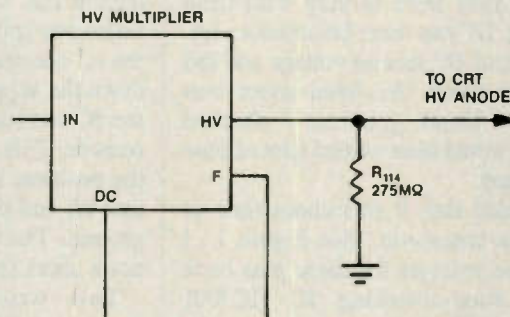 HV MULTIPLIER
TO CRT
HV ANODE
IN
HV
F
DC
R₁₁₄
275MΩ